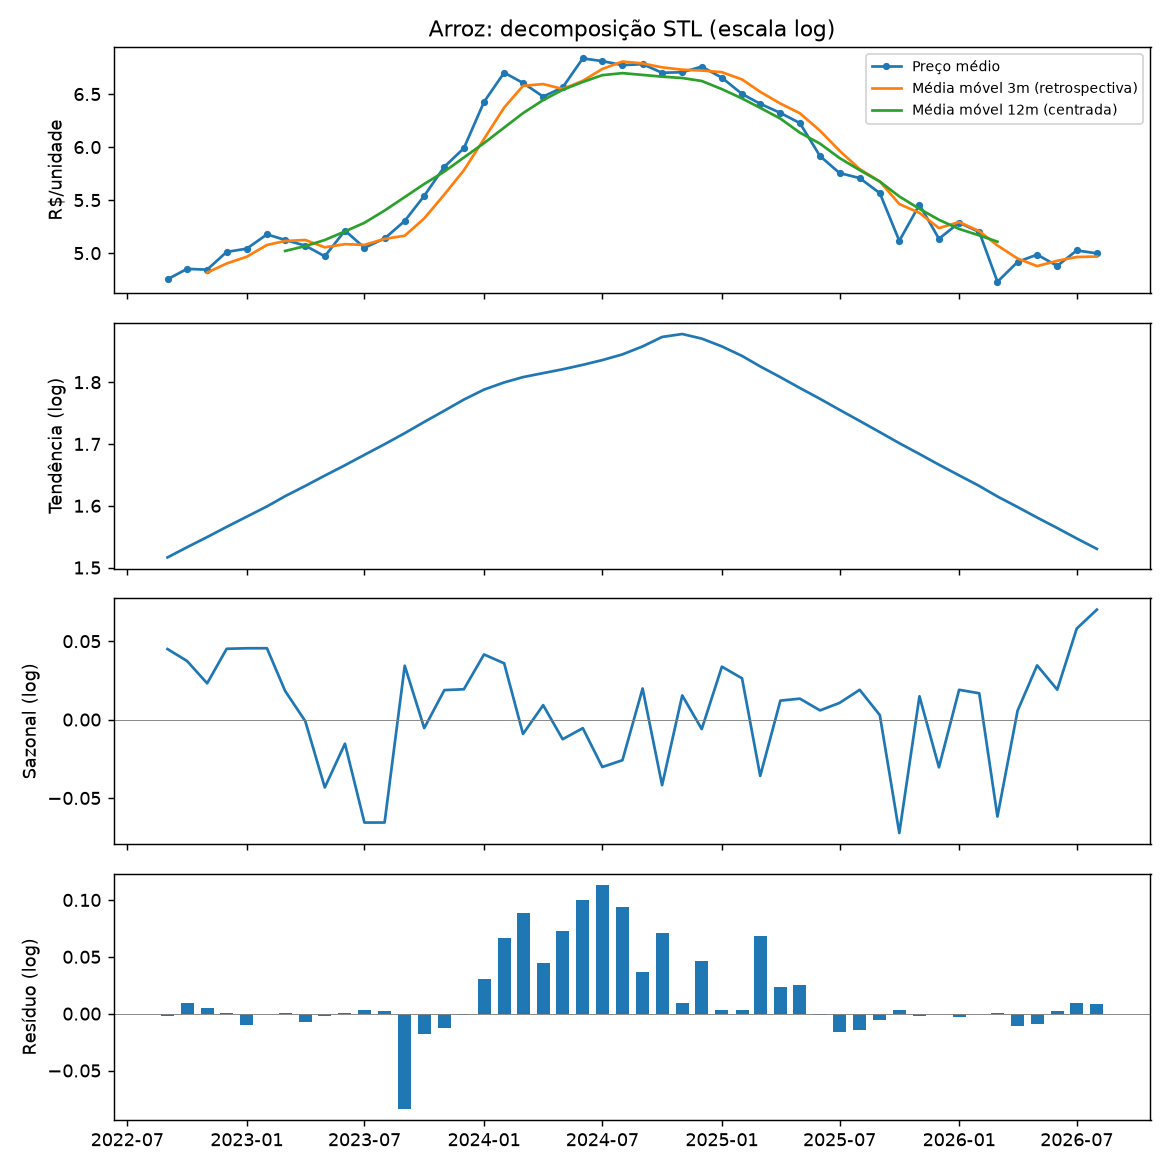 Arroz: decomposição STL (escala log)
R$/unidade
6.5
6.0
5.5
5.0
Preço médio
Média móvel 3m (retrospectiva)
Média móvel 12m (centrada)
Tendência (log)
1.8
1.7
1.6
1.5
Sazonal (log)
0.05
0.00
−0.05
Resíduo (log)
0.10
0.05
0.00
−0.05
2022-07 2023-01 2023-07 2024-01 2024-07 2025-01 2025-07 2026-01 2026-07